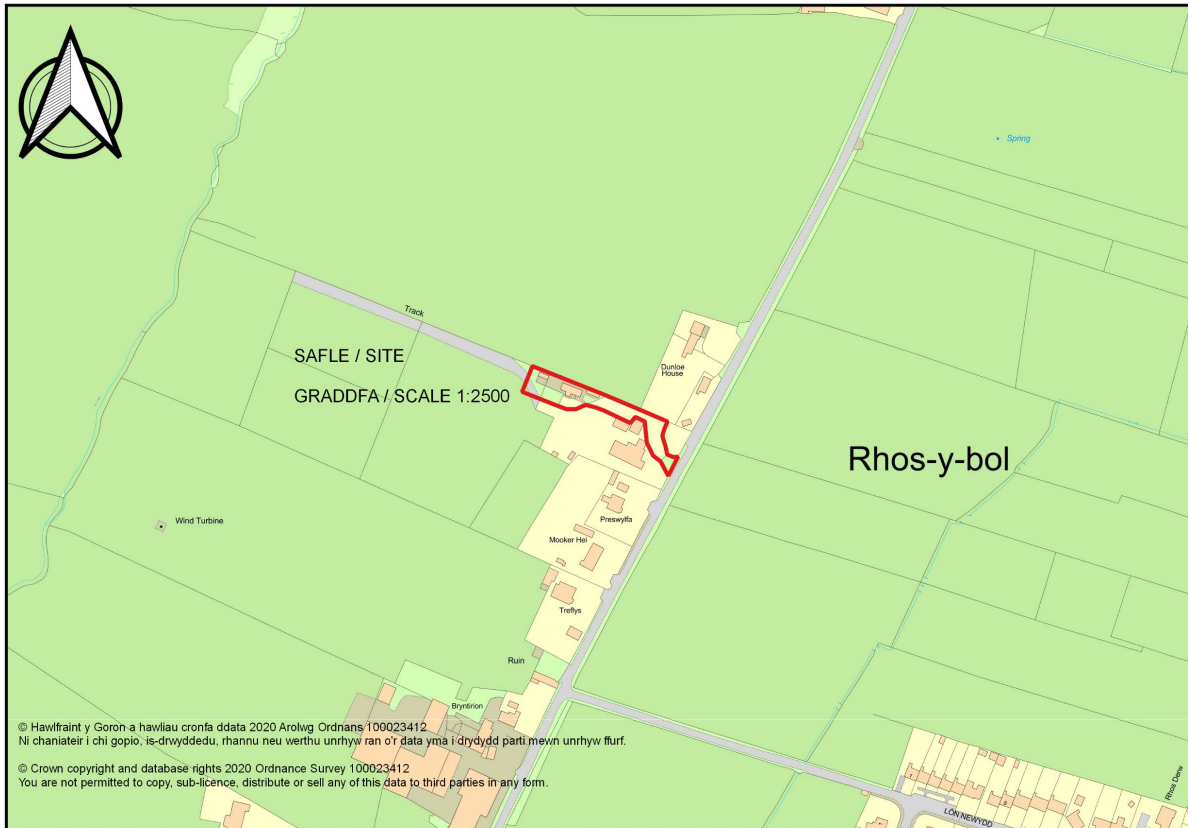 Spring
Track
SAFLE / SITE
GRADDFA / SCALE 1:2500
Dunloe
House
Rhos-y-bol
Wind Turbine
Preswylfa
Mooker Hei
Treflys
Ruin
Bryntirion
© Hawlfraint y Goron a hawliau cronfa ddata 2020 Arolwg Ordnans 100023412
Ni chaniateir i chi gopio, is-drwyddedu, rhannu neu werthu unrhyw ran o'r data yma i drydydd parti mewn unrhyw ffurf.
© Crown copyright and database rights 2020 Ordnance Survey 100023412
You are not permitted to copy, sub-licence, distribute or sell any of this data to third parties in any form.
Rhos Derw
LÔN NEWYDD